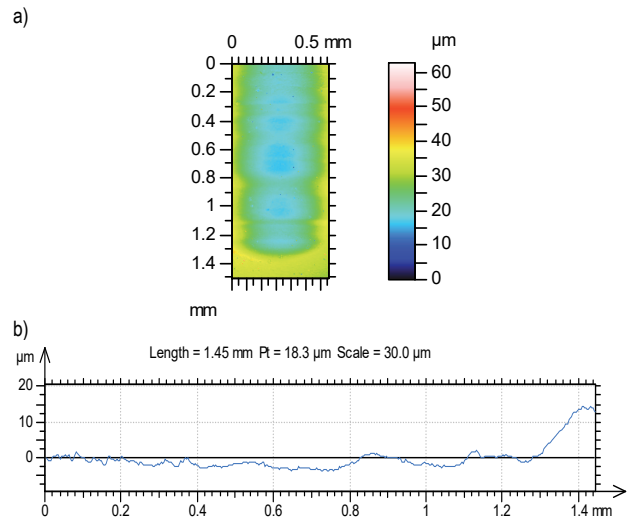 a)
0 0.5 mm µm
0 60
0.2 50
0.4 40
0.6
0.8 30
1 20
1.2 10
1.4 0
mm
b)
µm Length = 1.45 mm Pt = 18.3 µm Scale = 30.0 µm
20
10
0
0 0.2 0.4 0.6 0.8 1 1.2 1.4 mm